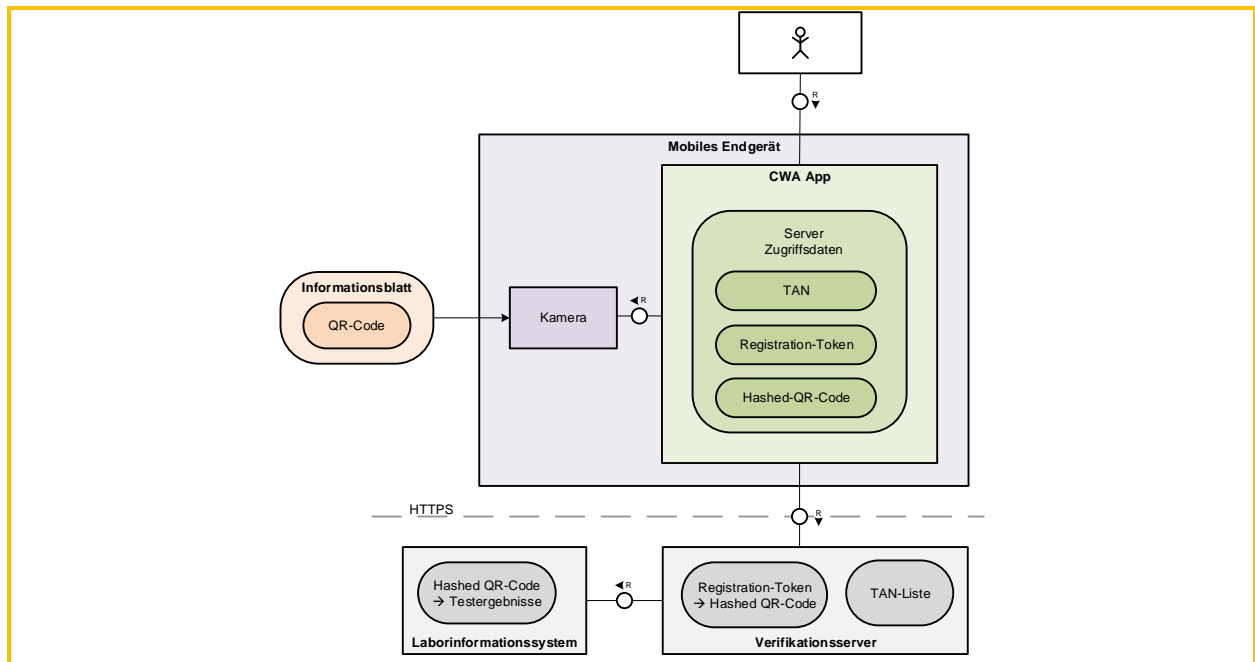 R
Mobiles Endgerät
CWA App
Server
Zugriffsdaten
TAN
Registration-Token
Hashed-QR-Code
Informationsblatt
QR-Code
Kamera
R
HTTPS
R
Hashed QR-Code
→ Testergebnisse
Laborinformationssystem
R
Registration-Token
→ Hashed QR-Code
TAN-Liste
Verifikationsserver